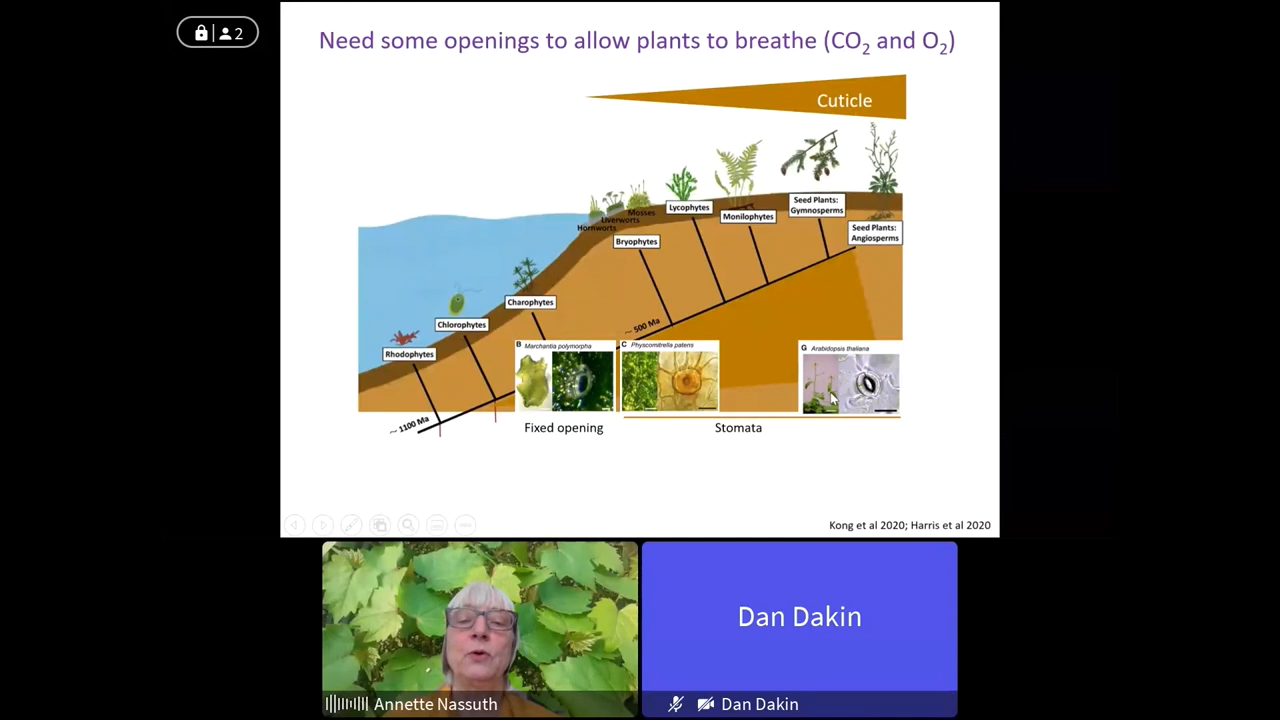 2
Need some openings to allow plants to breathe (CO2 and O2)
Cuticle
Mosses
Liverworts
Hornworts
Bryophytes
Lycophytes
Monilophytes
Seed Plants:
Gymnosperms
Seed Plants:
Angiosperms
Charophytes
Chlorophytes
Rhodophytes
~ 500 Ma
~ 1100 Ma
B Marchantia polymorpha
C Physcomitrella patens
G Arabidopsis thaliana
Fixed opening
Stomata
Kong et al 2020; Harris et al 2020
Dan Dakin
Annette Nassuth
Dan Dakin